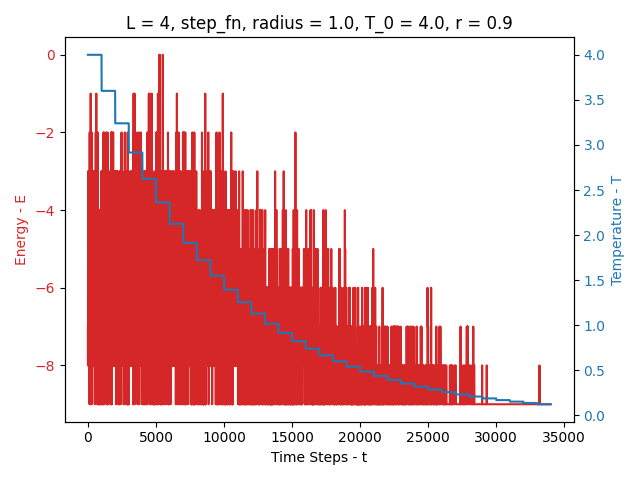 L = 4, step_fn, radius = 1.0, T_0 = 4.0, r = 0.9
0
−2
−4
−6
−8
Energy - E
4.0
3.5
3.0
2.5
2.0
1.5
1.0
0.5
0.0
Temperature - T
0 5000 10000 15000 20000 25000 30000 35000
Time Steps - t